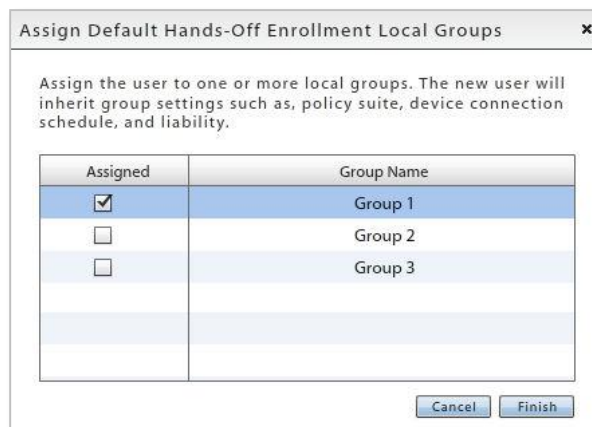 Assign Default Hands-Off Enrollment Local Groups
Assign the user to one or more local groups. The new user will
inherit group settings such as, policy suite, device connection
schedule, and liability.
Assigned Group Name
Group 1
Group 2
Group 3
Cancel Finish